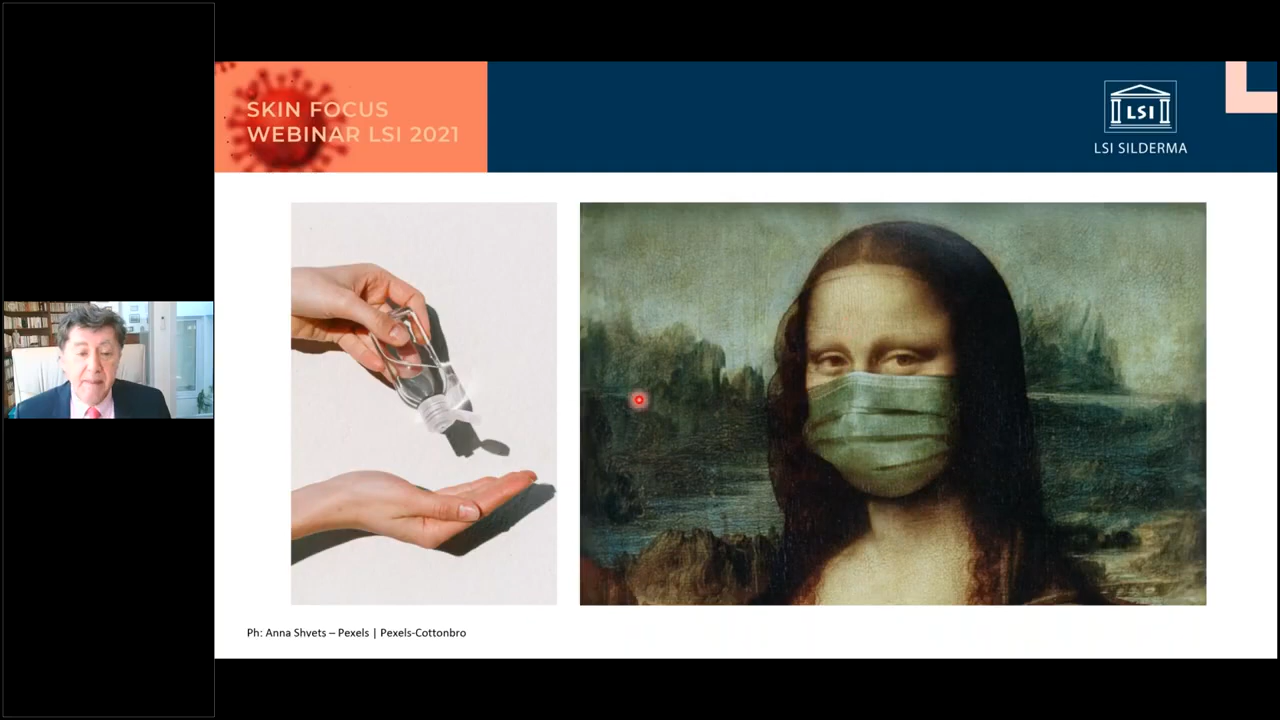 SKIN FOCUS
WEBINAR LSI 2021
LSI
LSI SILDERMA
Ph: Anna Shvets – Pexels | Pexels-Cottonbro